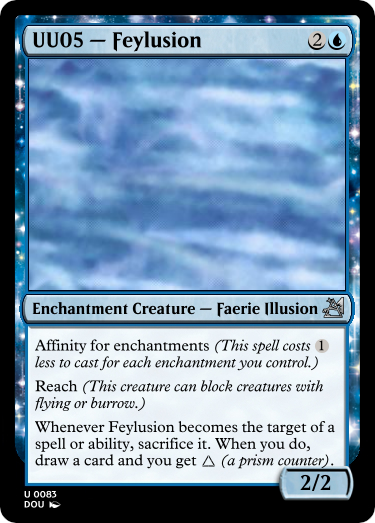 UU05 — Feylusion 2
Enchantment Creature — Faerie Illusion
Affinity for enchantments (This spell costs 1
less to cast for each enchantment you control.)
Reach (This creature can block creatures with
flying or burrow.)
Whenever Feylusion becomes the target of a
spell or ability, sacrifice it. When you do,
draw a card and you get △ (a prism counter).
2/2
U 0083
DOU